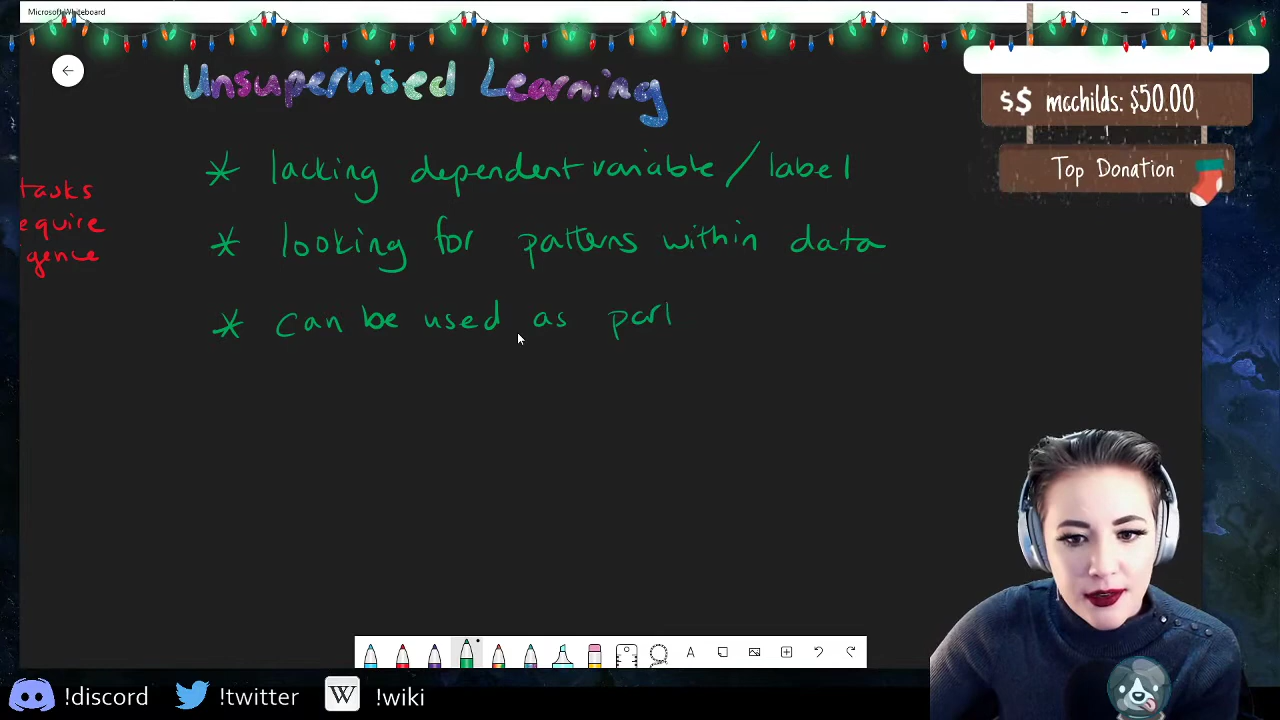 Microsoft Whiteboard
Unsupervised Learning
$$ mcchilds: $50.00
* lacking dependent variable / label
Top Donation
tasks
equire
gence
* looking for patterns within data
* can be used as part
A
!discord
!twitter
W !wiki